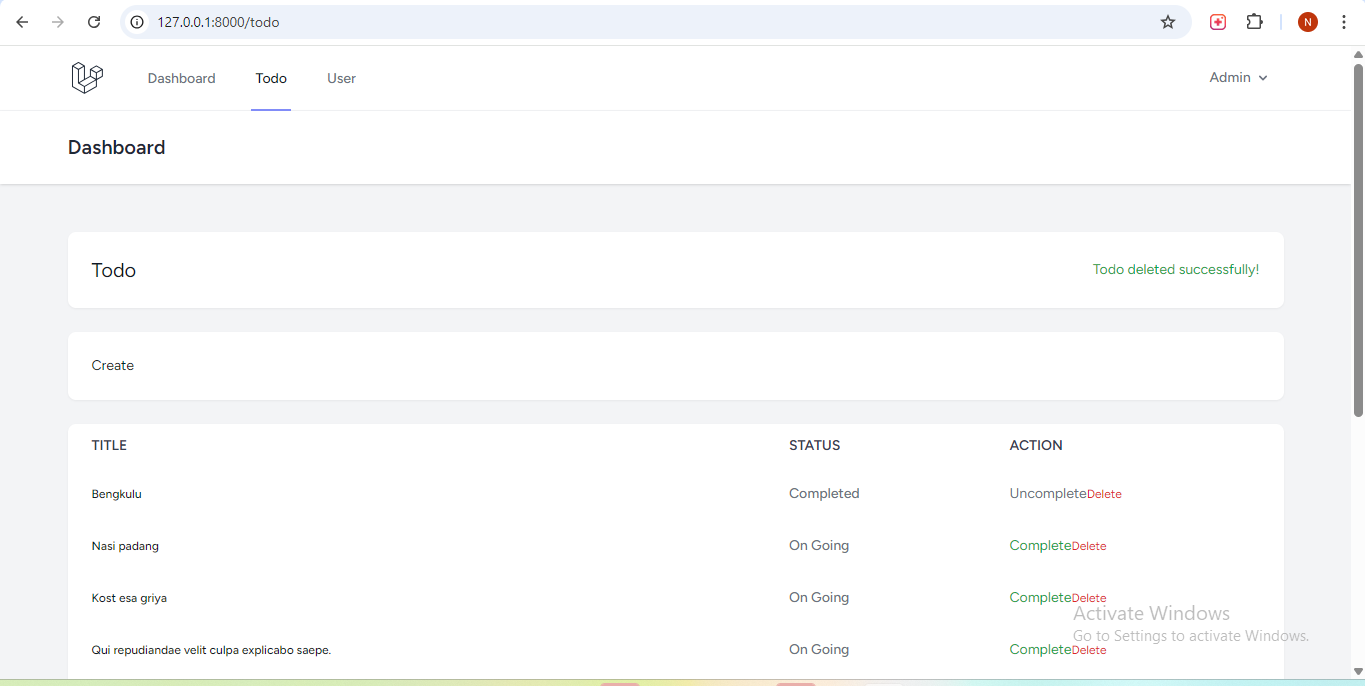 127.0.0.1:8000/todo
N
Dashboard Todo User Admin
Dashboard
Todo Todo deleted successfully!
Create
TITLE STATUS ACTION
Bengkulu Completed UncompleteDelete
Nasi padang On Going CompleteDelete
Kost esa griya On Going CompleteDelete
Activate Windows
Go to Settings to activate Windows.
Qui repudiandae velit culpa explicabo saepe. On Going CompleteDelete